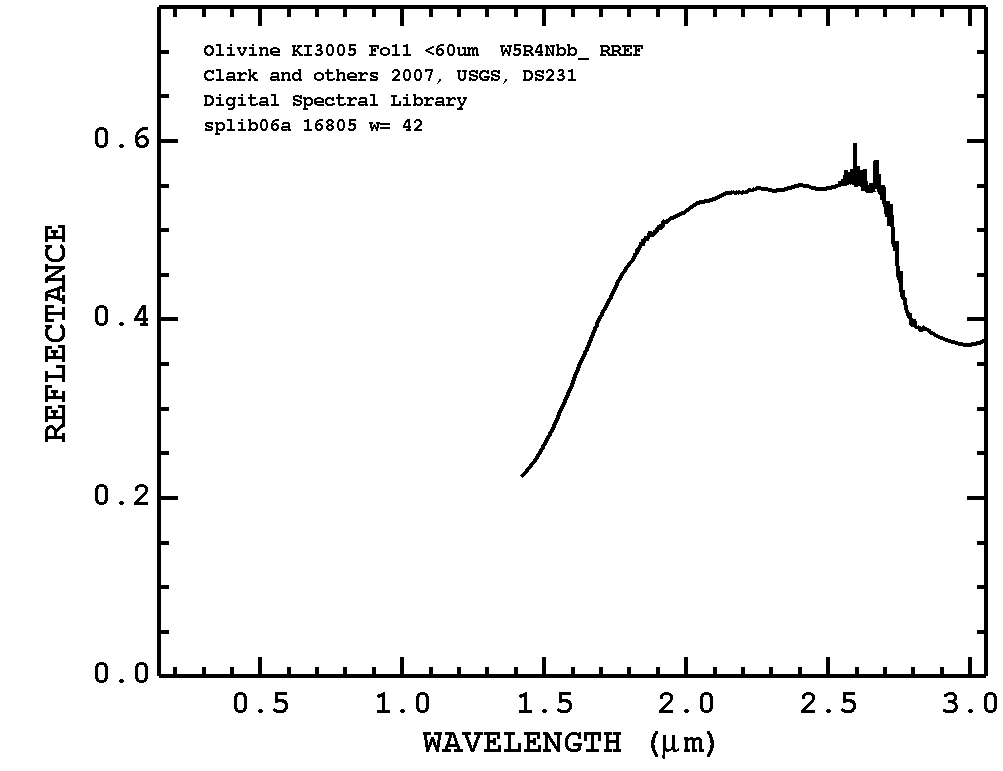 Olivine KI3005 Fo11 <60um  W5R4Nbb_ RREF
Clark and others 2007, USGS, DS231
Digital Spectral Library
splib06a 16805 w= 42
REFLECTANCE
0.6
0.4
0.2
0.0
0.5 1.0 1.5 2.0 2.5 3.0
WAVELENGTH (μm)